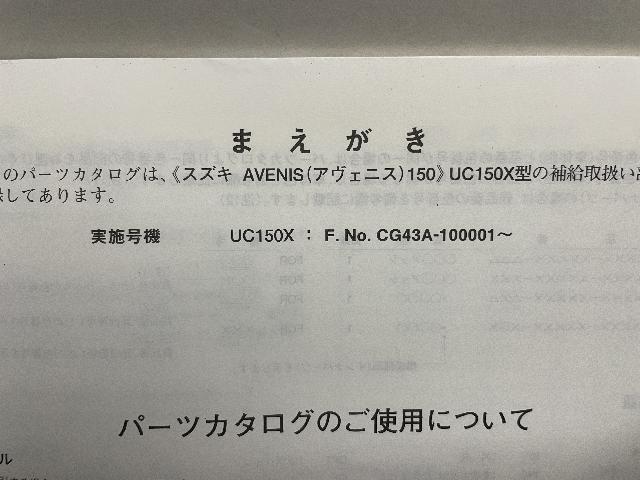 まえがき
のパーツカタログは、《スズキ AVENIS(アヴェニス)150》UC150X型の補給取扱い
してあります。
実施号機 UC150X : F. No. CG43A-100001～
パーツカタログのご使用について
ル